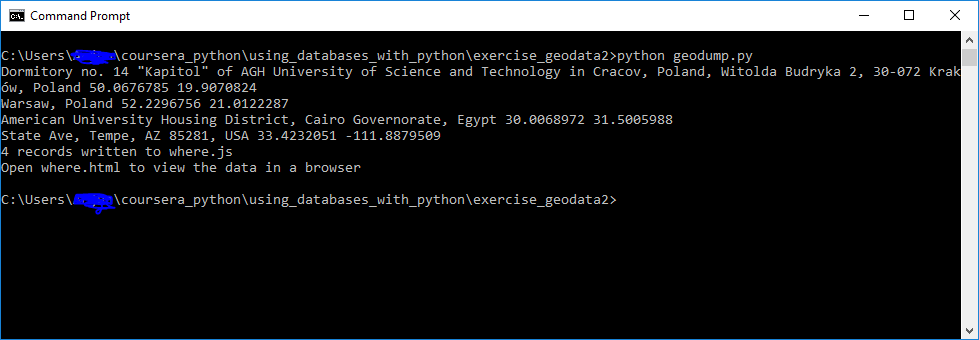 Command Prompt
C:\Users\ \coursera_python\using_databases_with_python\exercise_geodata2>python geodump.py
Dormitory no. 14 "Kapitol" of AGH University of Science and Technology in Cracov, Poland, Witolda Budryka 2, 30-072 Krak
ów, Poland 50.0676785 19.9070824
Warsaw, Poland 52.2296756 21.0122287
American University Housing District, Cairo Governorate, Egypt 30.0068972 31.5005988
State Ave, Tempe, AZ 85281, USA 33.4232051 -111.8879509
4 records written to where.js
Open where.html to view the data in a browser
C:\Users\ \coursera_python\using_databases_with_python\exercise_geodata2>